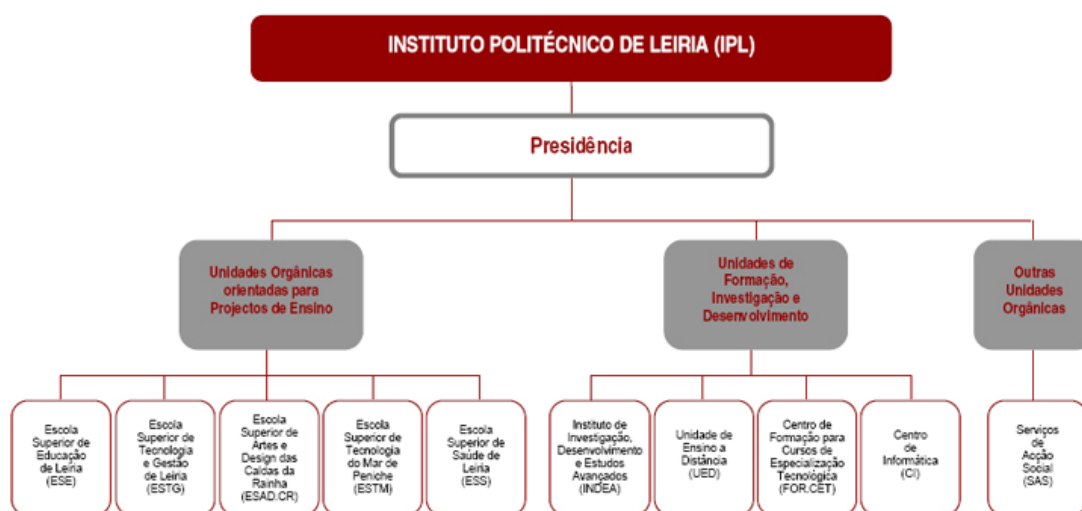 INSTITUTO POLITÉCNICO DE LEIRIA (IPL)
Presidência
Unidades Orgânicas
orientadas para
Projectos de Ensino
Unidades de
Formação,
Investigação e
Desenvolvimento
Outras
Unidades
Orgânicas
Escola
Superior de
Educação
de Leiria
(ESE)
Escola
Superior de
Tecnologia
e Gestão
de Leiria
(ESTG)
Escola
Superior de
Artes e
Design das
Caldas da
Rainha
(ESAD.CR)
Escola
Superior de
Tecnologia
do Mar de
Peniche
(ESTM)
Escola
Superior de
Saúde de
Leiria
(ESS)
Instituto de
Investigação,
Desenvolvimento
e Estudos
Avançados
(INDEA)
Unidade de
Ensino a
Distância
(UED)
Centro de
Formação para
Cursos de
Especialização
Tecnológica
(FOR.CET)
Centro
de
Informática
(CI)
Serviços
de
Acção
Social
(SAS)